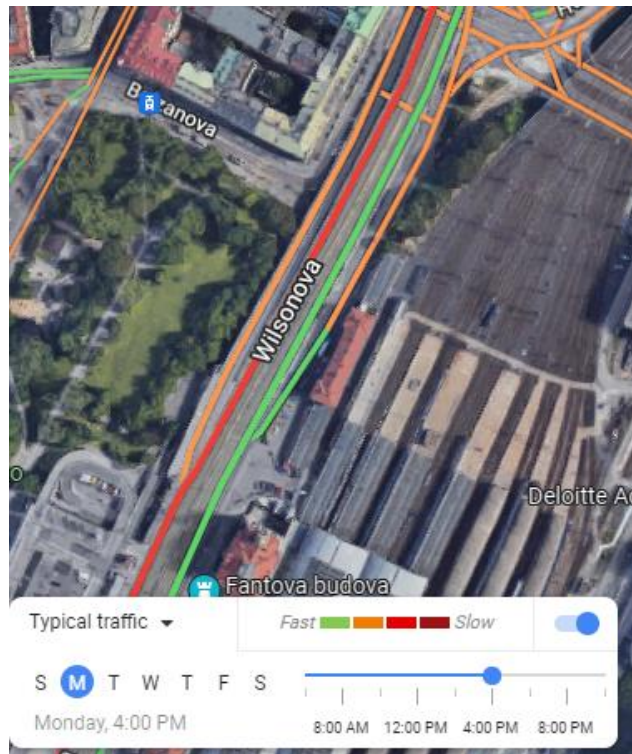 Bolzanova
Wilsonova
Deloitte
Fantova budova
Typical traffic
Fast
Slow
S M T W T F S
Monday, 4:00 PM
8:00 AM 12:00 PM 4:00 PM 8:00 PM